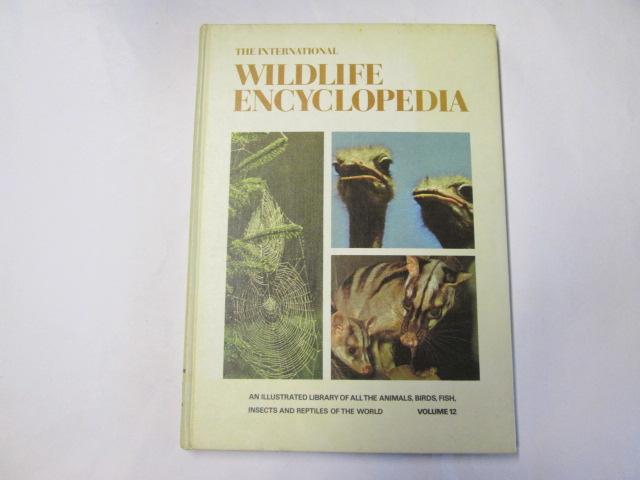 THE INTERNATIONAL
WILDLIFE
ENCYCLOPEDIA
AN ILLUSTRATED LIBRARY OF ALL THE ANIMALS, BIRDS, FISH,
INSECTS AND REPTILES OF THE WORLD VOLUME 12